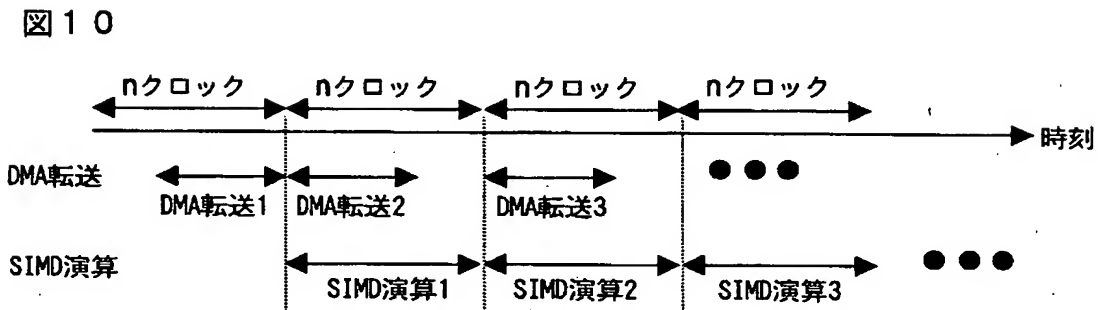 図10
nクロック nクロック nクロック nクロック
時刻
DMA転送
DMA転送1 DMA転送2 DMA転送3
SIMD演算
SIMD演算1 SIMD演算2 SIMD演算3